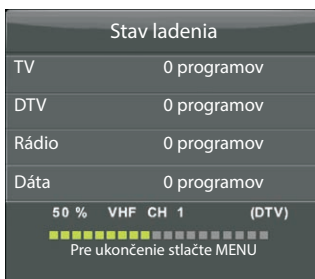 Stav ladenia
TV 0 programov
DTV 0 programov
Rádio 0 programov
Dáta 0 programov
50 % VHF CH 1 (DTV)
Pre ukončenie stlačte MENU